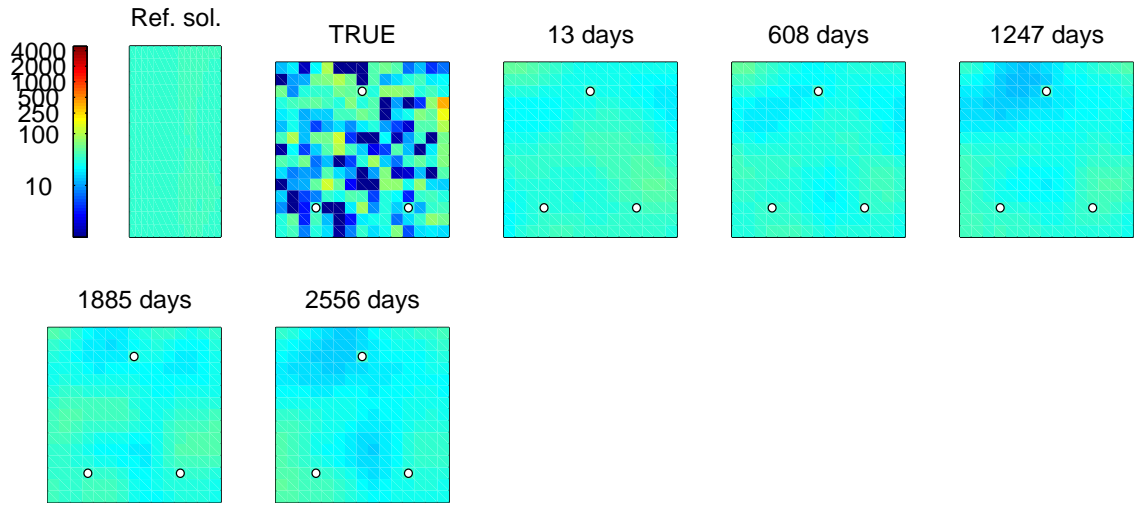 Ref. sol.
TRUE
13 days
608 days
1247 days
4000
2000
1000
500
250
100
10
1885 days
2556 days